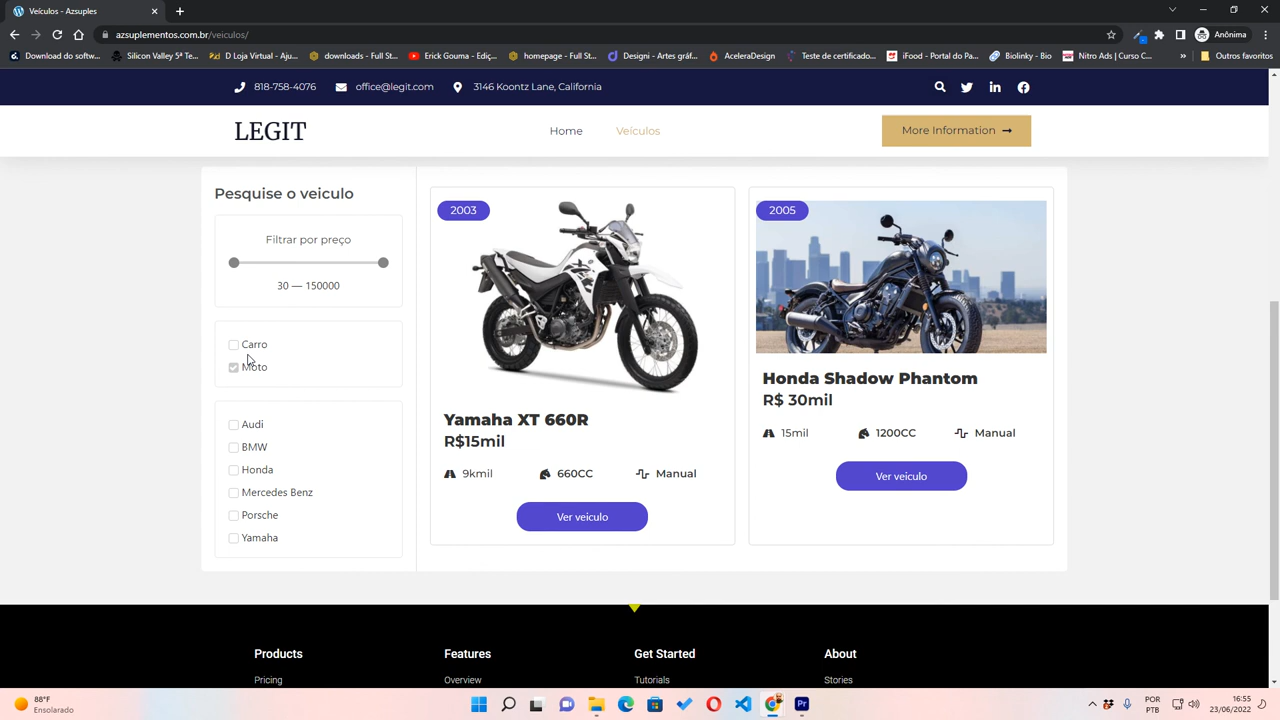 Veículos - Azsuples
azsuplementos.com.br/veiculos/
Anônima
Download do softw...
Silicon Valley 5ª Te...
D Loja Virtual - Aju...
downloads – Full St...
Erick Gouma - Ediç...
homepage – Full St...
Design - Artes gráf...
AceleraDesign
Teste de certificado...
iFood - Portal do Pa...
Biolinky - Bio
Nitro Ads | Curso C...
»
Outros favoritos
818-758-4076
office@legit.com
3146 Koontz Lane, California
LEGIT
Home
Veículos
More Information
Pesquise o veiculo
Filtrar por preço
30 — 150000
Carro
Moto
Audi
BMW
Honda
Mercedes Benz
Porsche
Yamaha
2003
Yamaha XT 660R
R$15mil
9kmil
660CC
Manual
Ver veiculo
2005
Honda Shadow Phantom
R$ 30mil
15mil
1200CC
Manual
Ver veiculo
Products
Features
Get Started
About
Pricing
Overview
Tutorials
Stories
88°F
Ensolarado
Pr
POR
PTB
16:55
23/06/2022